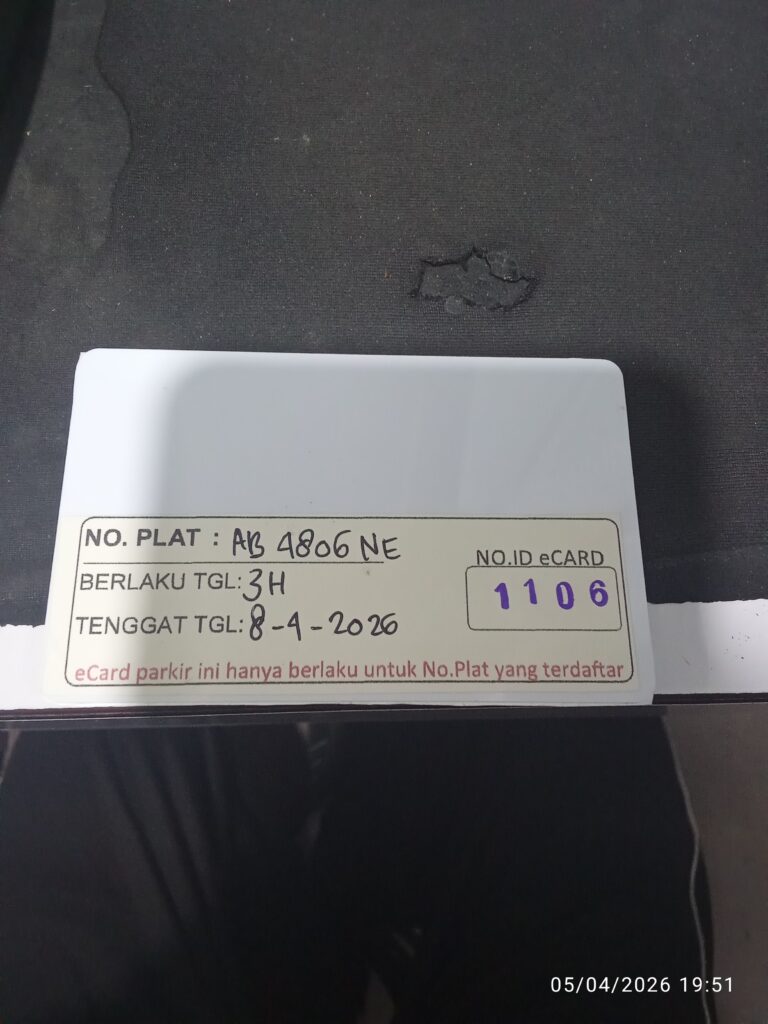 NO. PLAT : AB 4806 NE
NO.ID eCARD
BERLAKU TGL: 3H
1106
TENGGAT TGL: 8-4-2026
eCard parkir ini hanya berlaku untuk No.Plat yang terdaftar
05/04/2026 19:51